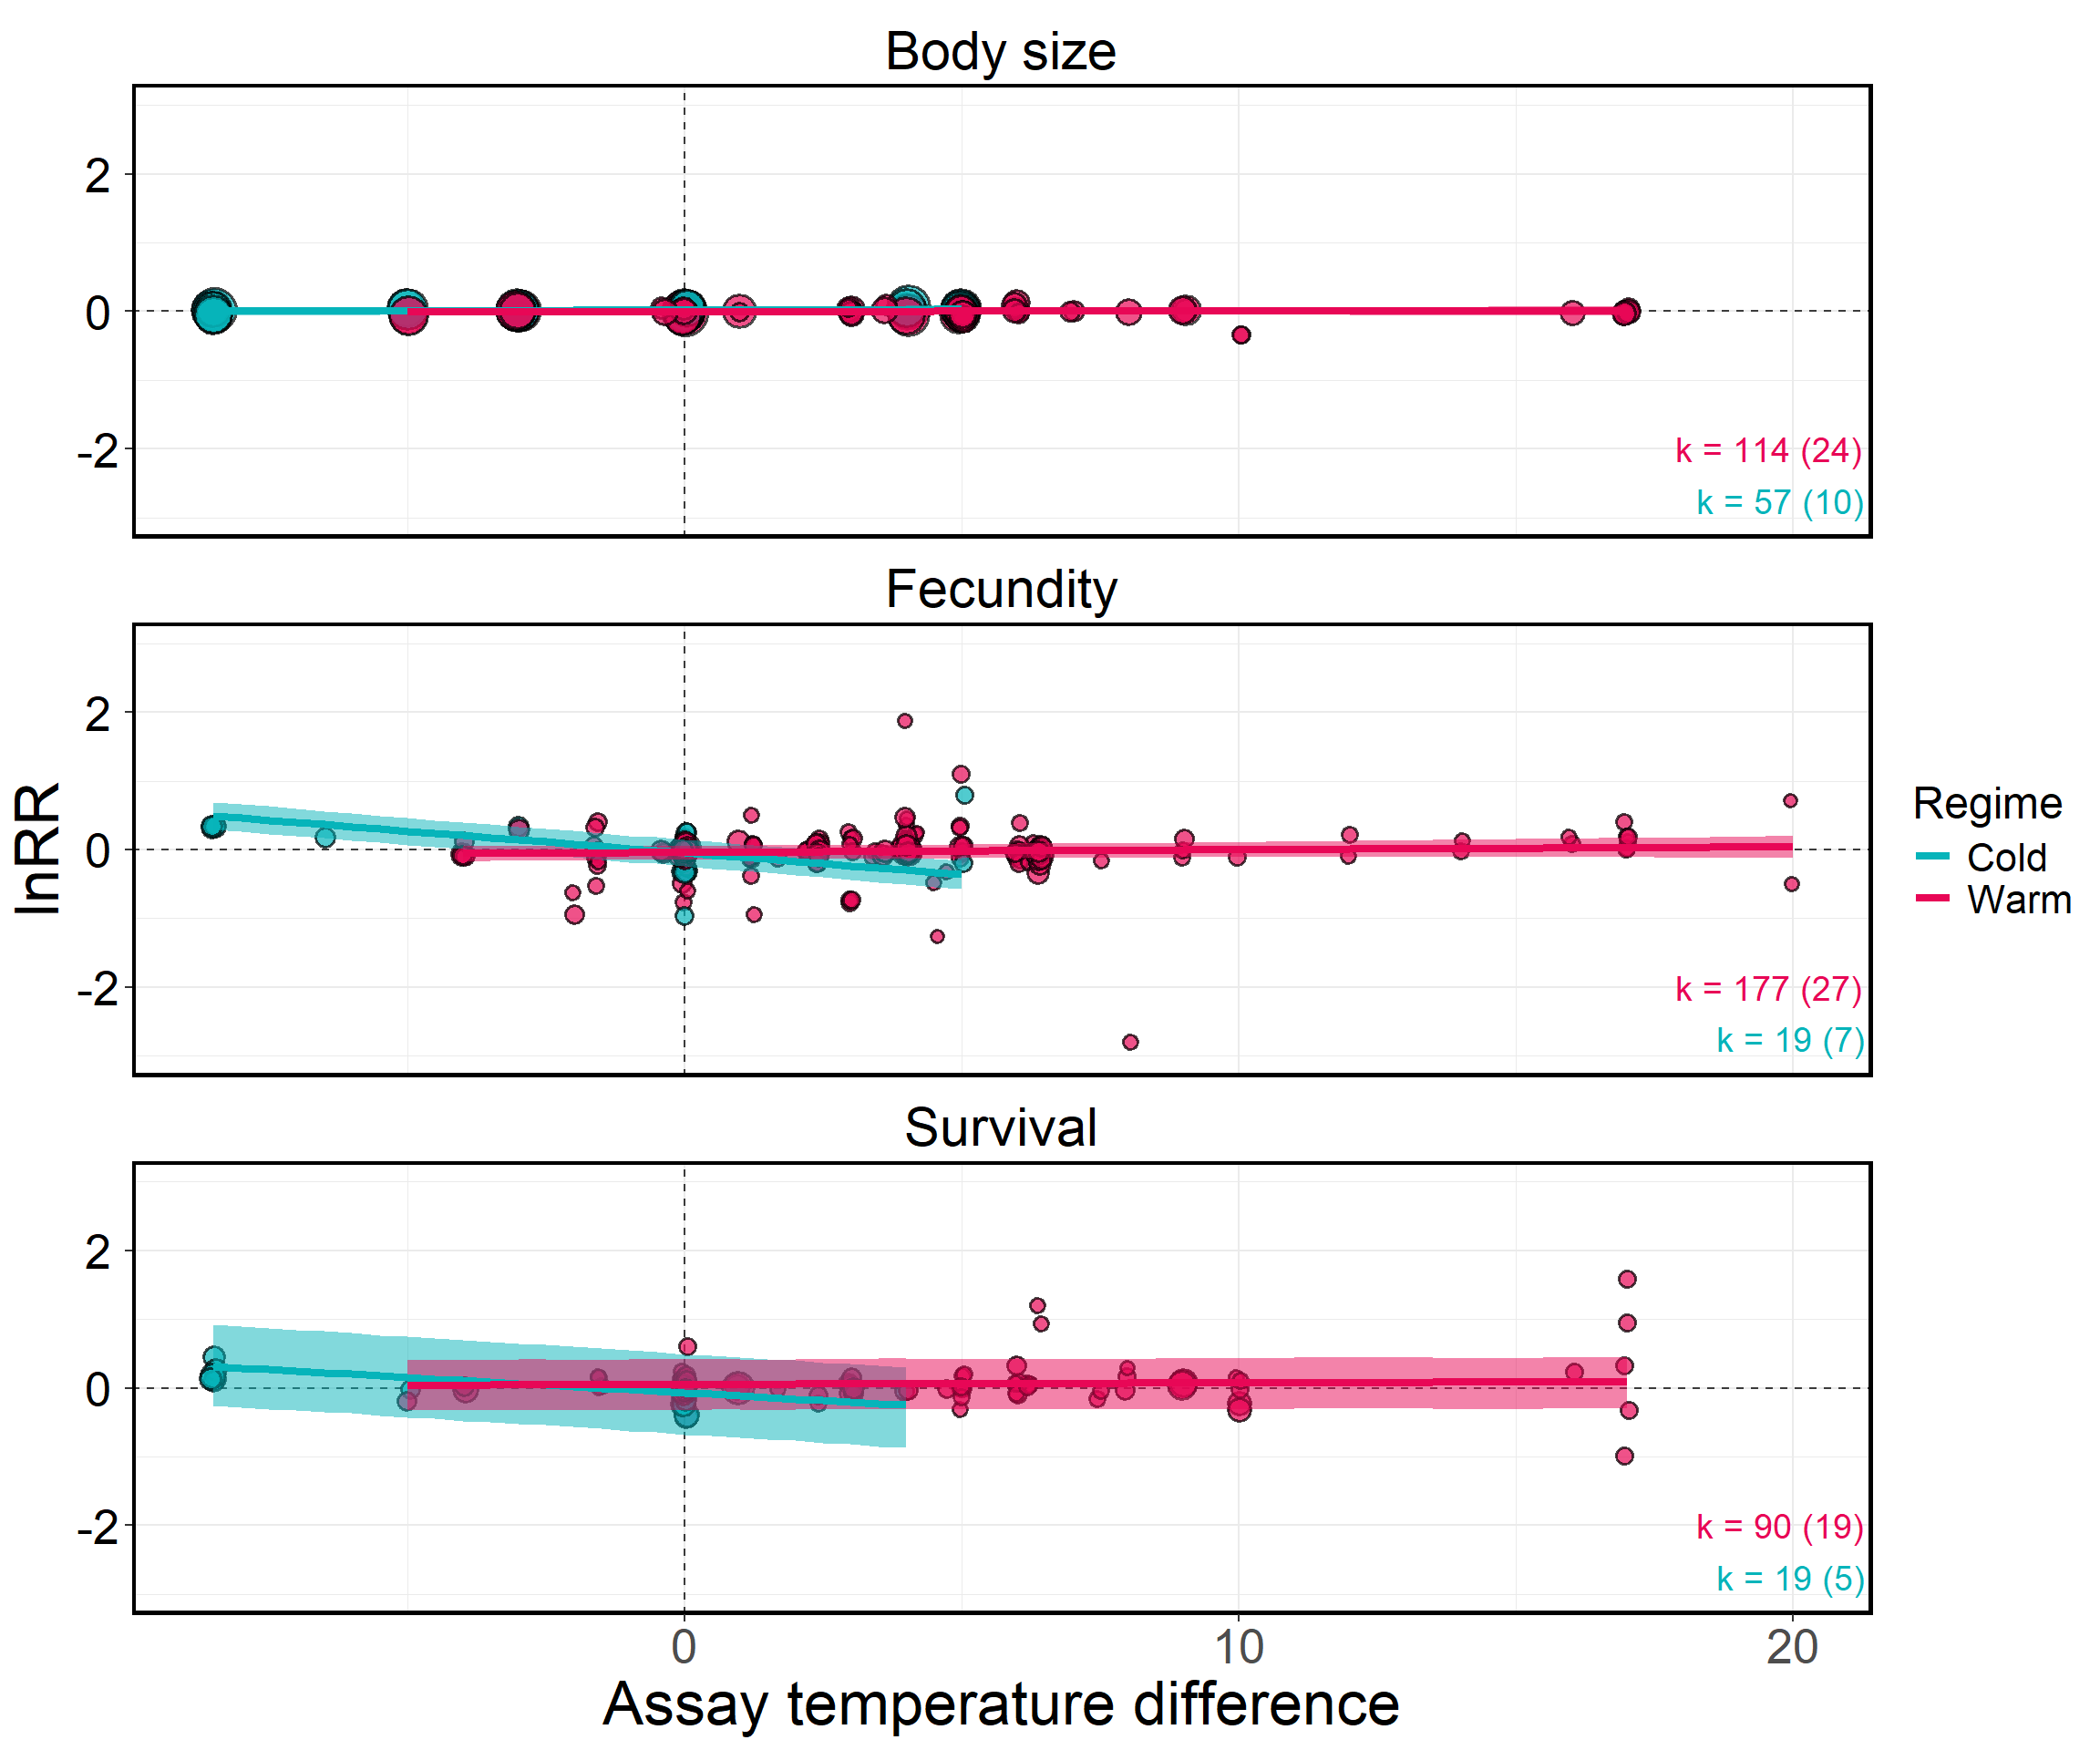 Body size
2
0
-2
k = 114 (24)
k = 57 (10)
Fecundity
2
0
-2
k = 177 (27)
k = 19 (7)
lnRR
Regime
Cold
Warm
Survival
2
0
-2
k = 90 (19)
k = 19 (5)
0 10 20
Assay temperature difference